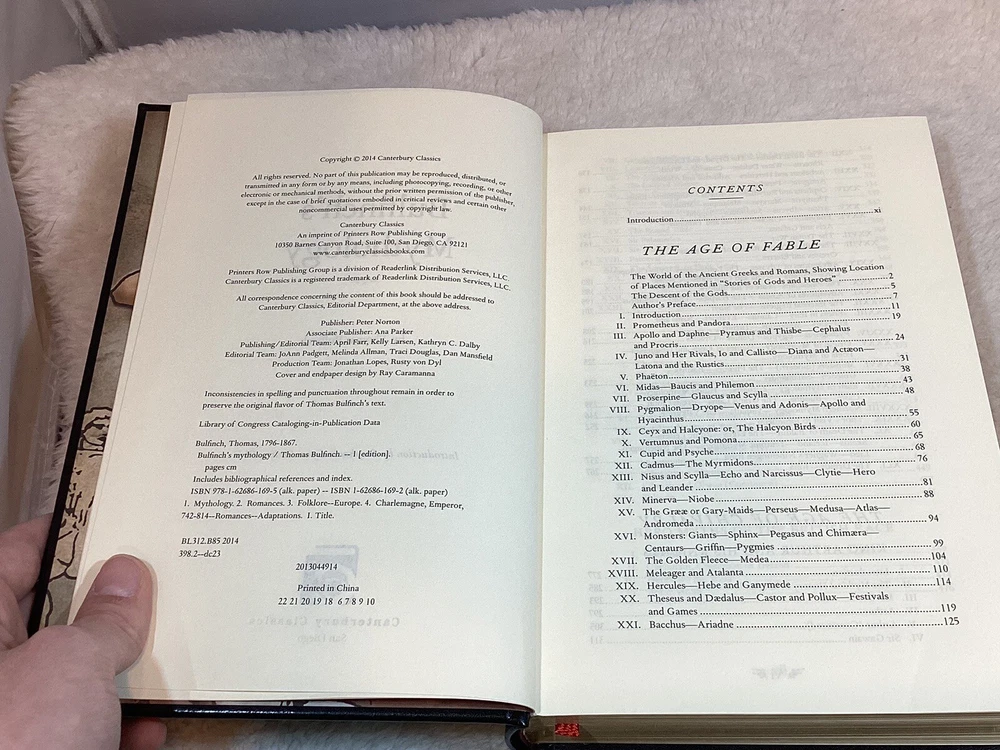 Copyright © 2014 Canterbury Classics
All rights reserved. No part of this publication may be reproduced, distributed, or
transmitted in any form or by any means, including photocopying, recording, or other
electronic or mechanical methods, without the prior written permission of the publisher,
except in the case of brief quotations embodied in critical reviews and certain other
noncommercial uses permitted by copyright law.
Canterbury Classics
An imprint of Printers Row Publishing Group
10350 Barnes Canyon Road, Suite 100, San Diego, CA 92121
www.canterburyclassicsbooks.com
Printers Row Publishing Group is a division of Readerlink Distribution Services, LLC.
Canterbury Classics is a registered trademark of Readerlink Distribution Services, LLC.
All correspondence concerning the content of this book should be addressed to
Canterbury Classics, Editorial Department, at the above address.
Publisher: Peter Norton
Associate Publisher: Ana Parker
Publishing/Editorial Team: April Farr, Kelly Larsen, Kathryn C. Dalby
Editorial Team: JoAnn Padgett, Melinda Allman, Traci Douglas, Dan Mansfield
Production Team: Jonathan Lopes, Rusty von Dyl
Cover and endpaper design by Ray Caramanna
Inconsistencies in spelling and punctuation throughout remain in order to
preserve the original flavor of Thomas Bulfinch's text.
Library of Congress Cataloging-in-Publication Data
Bulfinch, Thomas, 1796-1867.
Bulfinch's mythology / Thomas Bulfinch. -- 1 [edition].
pages cm
Includes bibliographical references and index.
ISBN 978-1-62686-169-5 (alk. paper) -- ISBN 1-62686-169-2 (alk. paper)
1. Mythology. 2. Romances. 3. Folklore--Europe. 4. Charlemagne, Emperor,
742-814--Romances--Adaptations. I. Title.
BL312.B85 2014
398.2--dc23
2013044914
Printed in China
22 21 20 19 18 6 7 8 9 10
CONTENTS
Introduction xi
THE AGE OF FABLE
The World of the Ancient Greeks and Romans, Showing Location
of Places Mentioned in "Stories of Gods and Heroes" 2
The Descent of the Gods 5
Author's Preface 7
I. Introduction 11
II. Prometheus and Pandora 19
III. Apollo and Daphne—Pyramus and Thisbe—Cephalus
and Procris 24
IV. Juno and Her Rivals, Io and Callisto—Diana and Actæon—
Latona and the Rustics 31
V. Phaëton 38
VI. Midas—Baucis and Philemon 43
VII. Proserpine—Glaucus and Scylla 48
VIII. Pygmalion—Dryope—Venus and Adonis—Apollo and
Hyacinthus 55
IX. Ceyx and Halcyone: or, The Halcyon Birds 60
X. Vertumnus and Pomona 65
XI. Cupid and Psyche 68
XII. Cadmus—The Myrmidons 76
XIII. Nisus and Scylla—Echo and Narcissus—Clytie—Hero
and Leander 81
XIV. Minerva—Niobe 88
XV. The Grææ or Gary-Maids—Perseus—Medusa—Atlas—
Andromeda 94
XVI. Monsters: Giants—Sphinx—Pegasus and Chimæra—
Centaurs—Griffin—Pygmies 99
XVII. The Golden Fleece—Medea 104
XVIII. Meleager and Atalanta 110
XIX. Hercules—Hebe and Ganymede 114
XX. Theseus and Dædalus—Castor and Pollux—Festivals
and Games 119
XXI. Bacchus—Ariadne 125